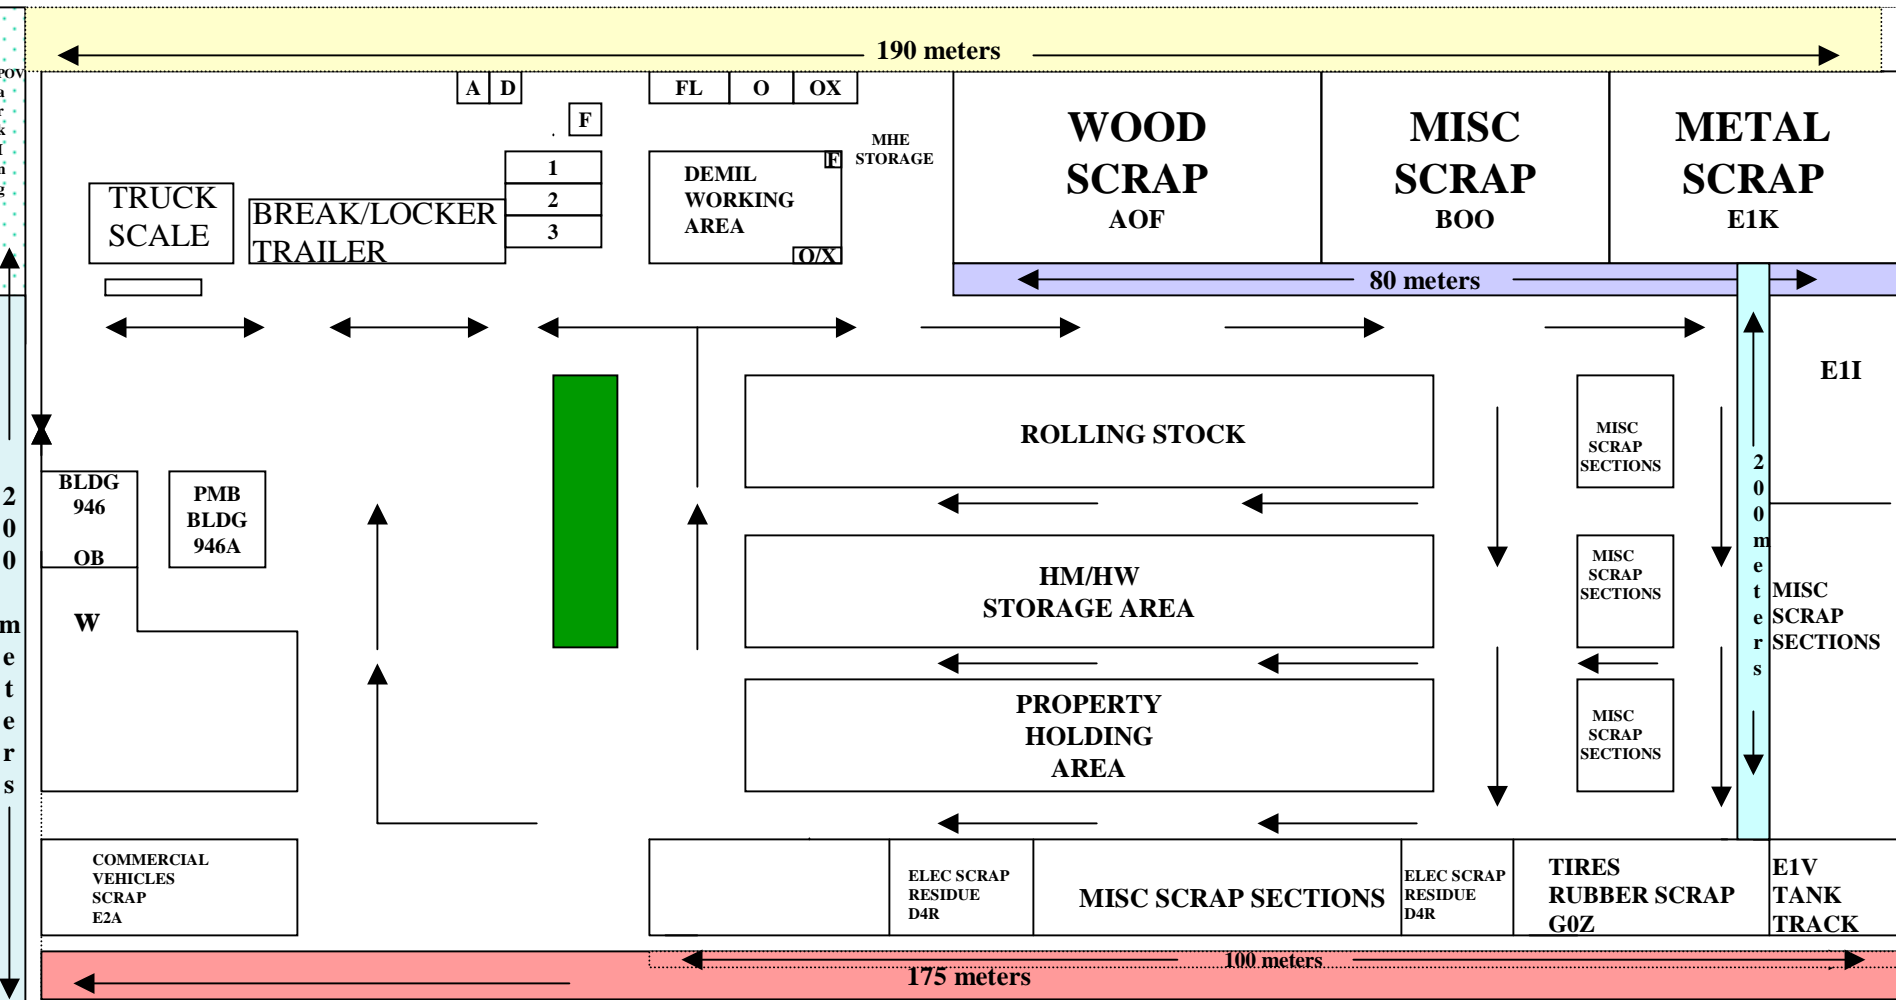 190 meters
POV
a
r
k
I
n
g
A
D
FL
O
OX
F
MHE
STORAGE
1
2
3
DEMIL
WORKING
AREA
F
O/X
TRUCK
SCALE
BREAK/LOCKER
TRAILER
WOOD
SCRAP
AOF
MISC
SCRAP
BOO
METAL
SCRAP
E1K
80 meters
E1I
ROLLING STOCK
MISC
SCRAP
SECTIONS
BLDG
946
OB
PMB
BLDG
946A
W
HM/HW
STORAGE AREA
MISC
SCRAP
SECTIONS
200 meters
MISC
SCRAP
SECTIONS
200 meters
PROPERTY
HOLDING
AREA
MISC
SCRAP
SECTIONS
COMMERCIAL
VEHICLES
SCRAP
E2A
ELEC SCRAP
RESIDUE
D4R
MISC SCRAP SECTIONS
ELEC SCRAP
RESIDUE
D4R
TIRES
RUBBER SCRAP
G0Z
E1V
TANK
TRACK
100 meters
175 meters